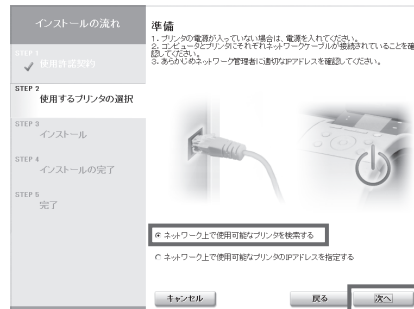 インストールの流れ
STEP 1
使用許諾契約
STEP 2
使用するプリンタの選択
STEP 3
インストール
STEP 4
インストールの完了
STEP 5
完了
準備
1. プリンタの電源が入っていない場合は、電源を入れてください。
2. コンピュータとプリンタにそれぞれネットワークケーブルが接続されていることを確
認してください。
3. あらかじめネットワーク管理者に適切なIPアドレスを確認してください。
ネットワーク上で使用可能なプリンタを検索する
ネットワーク上で使用可能なプリンタのIPアドレスを指定する
キャンセル
戻る
次へ